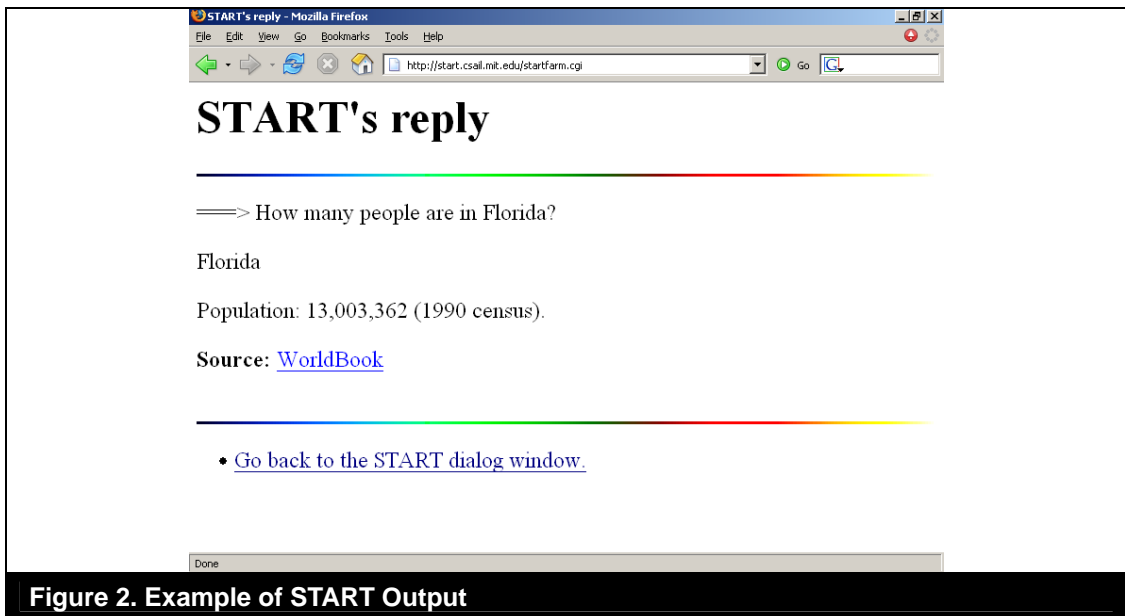 START's reply - Mozilla Firefox
File Edit View Go Bookmarks Tools Help
http://start.csail.mit.edu/startfarm.cgi Go G
START's reply
===> How many people are in Florida?
Florida
Population: 13,003,362 (1990 census).
Source: WorldBook
• Go back to the START dialog window.
Done
Figure 2. Example of START Output